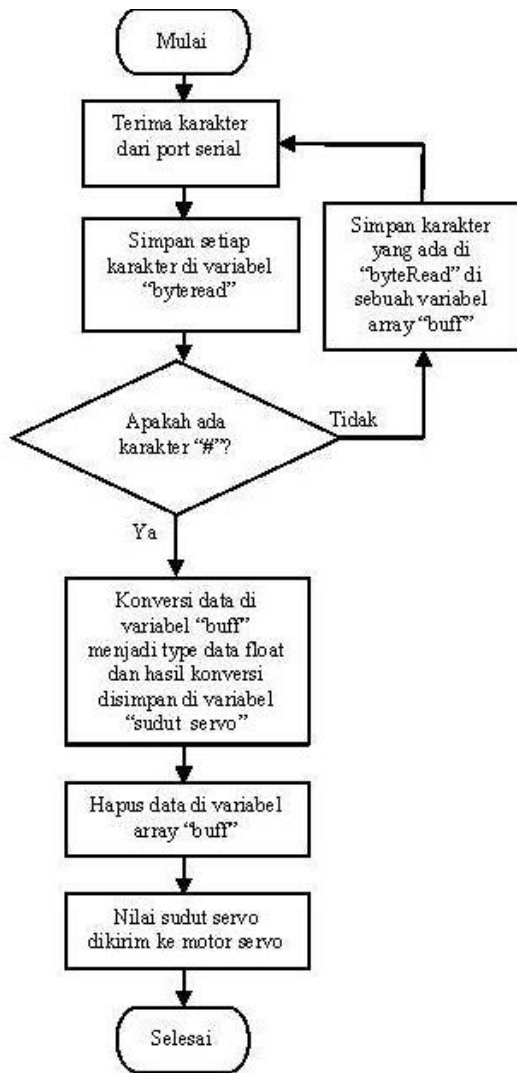 Mulai
Terima karakter
dari port serial
Simpan setiap
karakter di variabel
“byteread”
Simpan karakter
yang ada di
“byteRead” di
sebuah variabel
array “buff”
Apakah ada
karakter “#”?
Tidak
Ya
Konversi data di
variabel “buff”
menjadi type data float
dan hasil konversi
disimpan di variabel
“sudut servo”
Hapus data di variabel
array “buff”
Nilai sudut servo
dikirim ke motor servo
Selesai